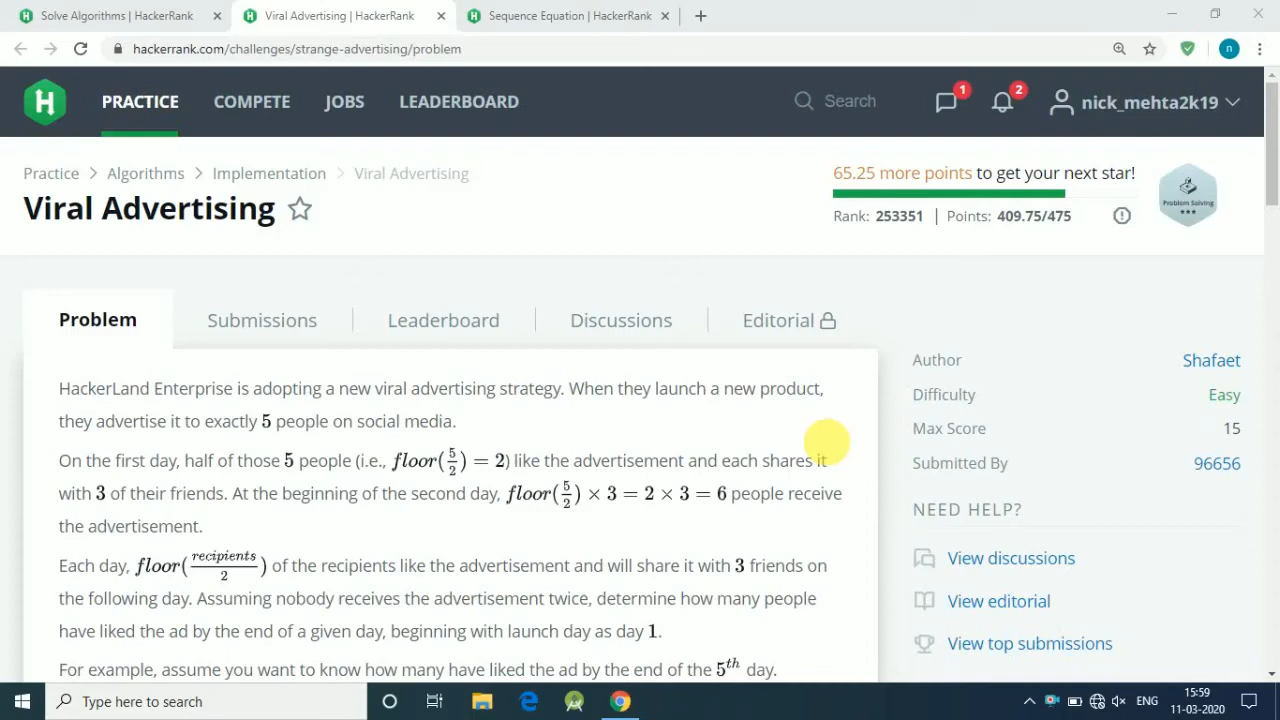 Solve Algorithms | HackerRank
Viral Advertising | HackerRank
Sequence Equation | HackerRank
hackerrank.com/challenges/strange-advertising/problem
n
H
PRACTICE COMPETE JOBS LEADERBOARD Search 1 2 nick_mehta2k19
Practice > Algorithms > Implementation > Viral Advertising
65.25 more points to get your next star!
Viral Advertising
Rank: 253351 | Points: 409.75/475
Problem Solving
Problem Submissions Leaderboard Discussions Editorial
HackerLand Enterprise is adopting a new viral advertising strategy. When they launch a new product,
they advertise it to exactly 5 people on social media.
On the first day, half of those 5 people (i.e., floor(5/2) = 2) like the advertisement and each shares it
with 3 of their friends. At the beginning of the second day, floor(5/2) × 3 = 2 × 3 = 6 people receive
the advertisement.
Each day, floor(recipients/2) of the recipients like the advertisement and will share it with 3 friends on
the following day. Assuming nobody receives the advertisement twice, determine how many people
have liked the ad by the end of a given day, beginning with launch day as day 1.
For example, assume you want to know how many have liked the ad by the end of the 5th day.
Author Shafaet
Difficulty Easy
Max Score 15
Submitted By 96656
NEED HELP?
View discussions
View editorial
View top submissions
Type here to search
ENG
15:59
11-03-2020